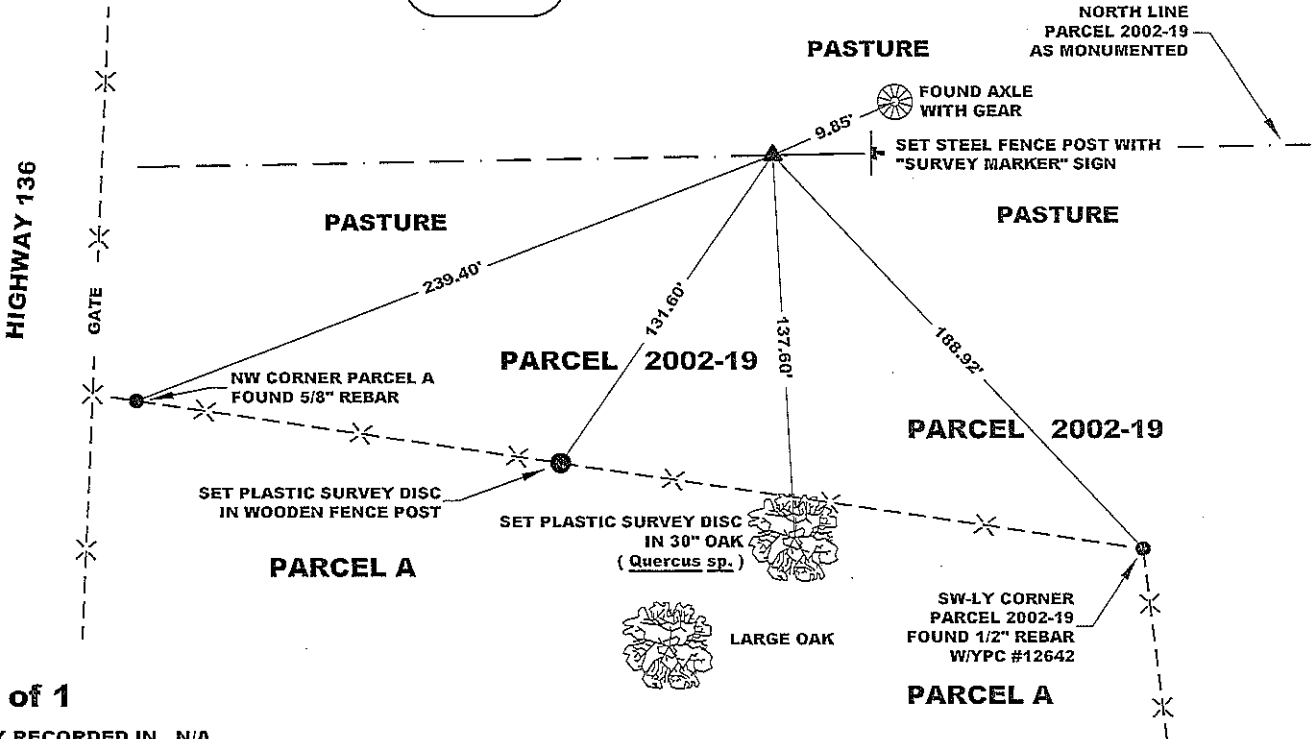 NORTH LINE
PARCEL 2002-19
AS MONUMENTED
PASTURE
FOUND AXLE
WITH GEAR
9.85'
SET STEEL FENCE POST WITH
"SURVEY MARKER" SIGN
HIGHWAY 136
PASTURE
PASTURE
239.40'
GATE
131.60'
137.60'
188.92'
PARCEL 2002-19
NW CORNER PARCEL A
FOUND 5/8" REBAR
PARCEL 2002-19
SET PLASTIC SURVEY DISC
IN WOODEN FENCE POST
SET PLASTIC SURVEY DISC
IN 30" OAK
( Quercus sp. )
PARCEL A
SW-LY CORNER
PARCEL 2002-19
FOUND 1/2" REBAR
W/YPC #12642
LARGE OAK
PARCEL A
of 1
RECORDED IN N/A